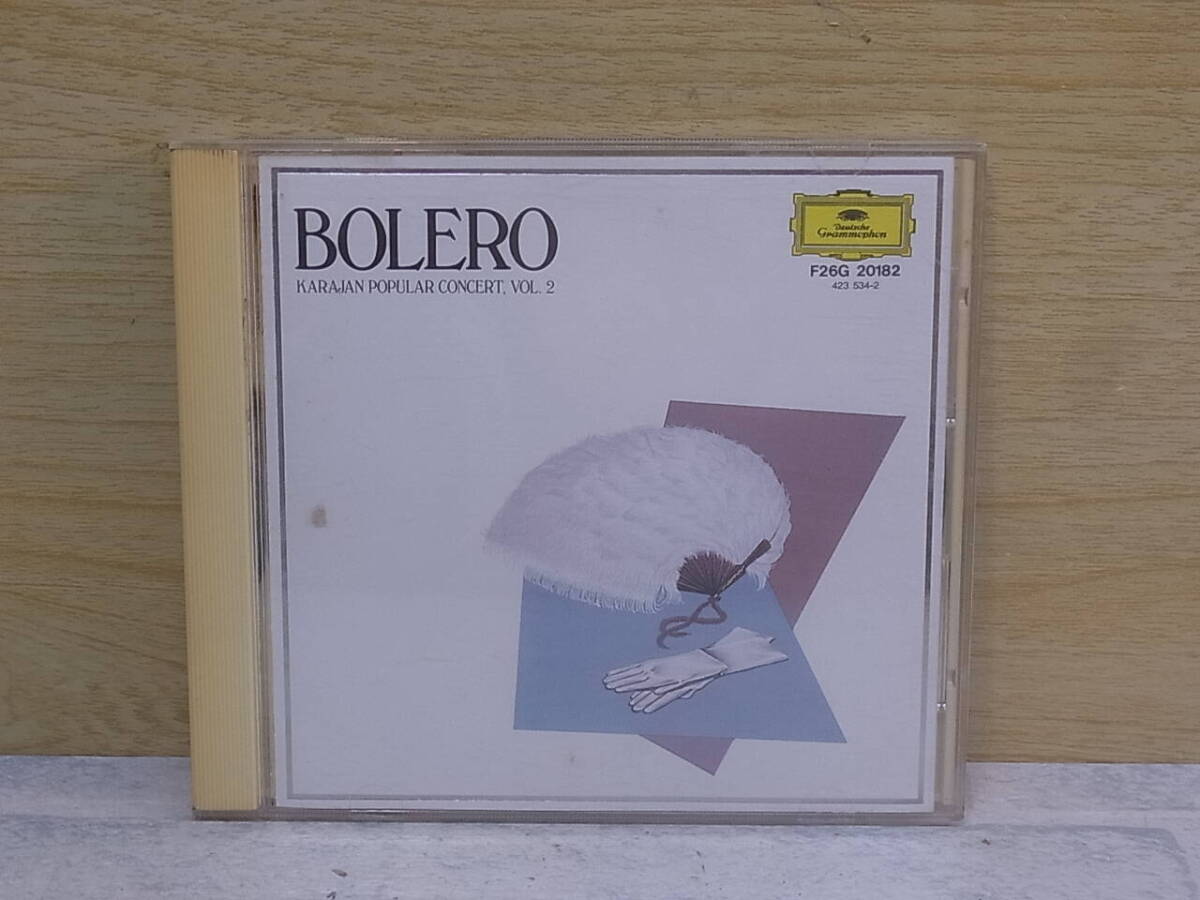 BOLERO
KARAJAN POPULAR CONCERT, VOL. 2
Deutsche
Grammophon
F26G 20182
423 534-2